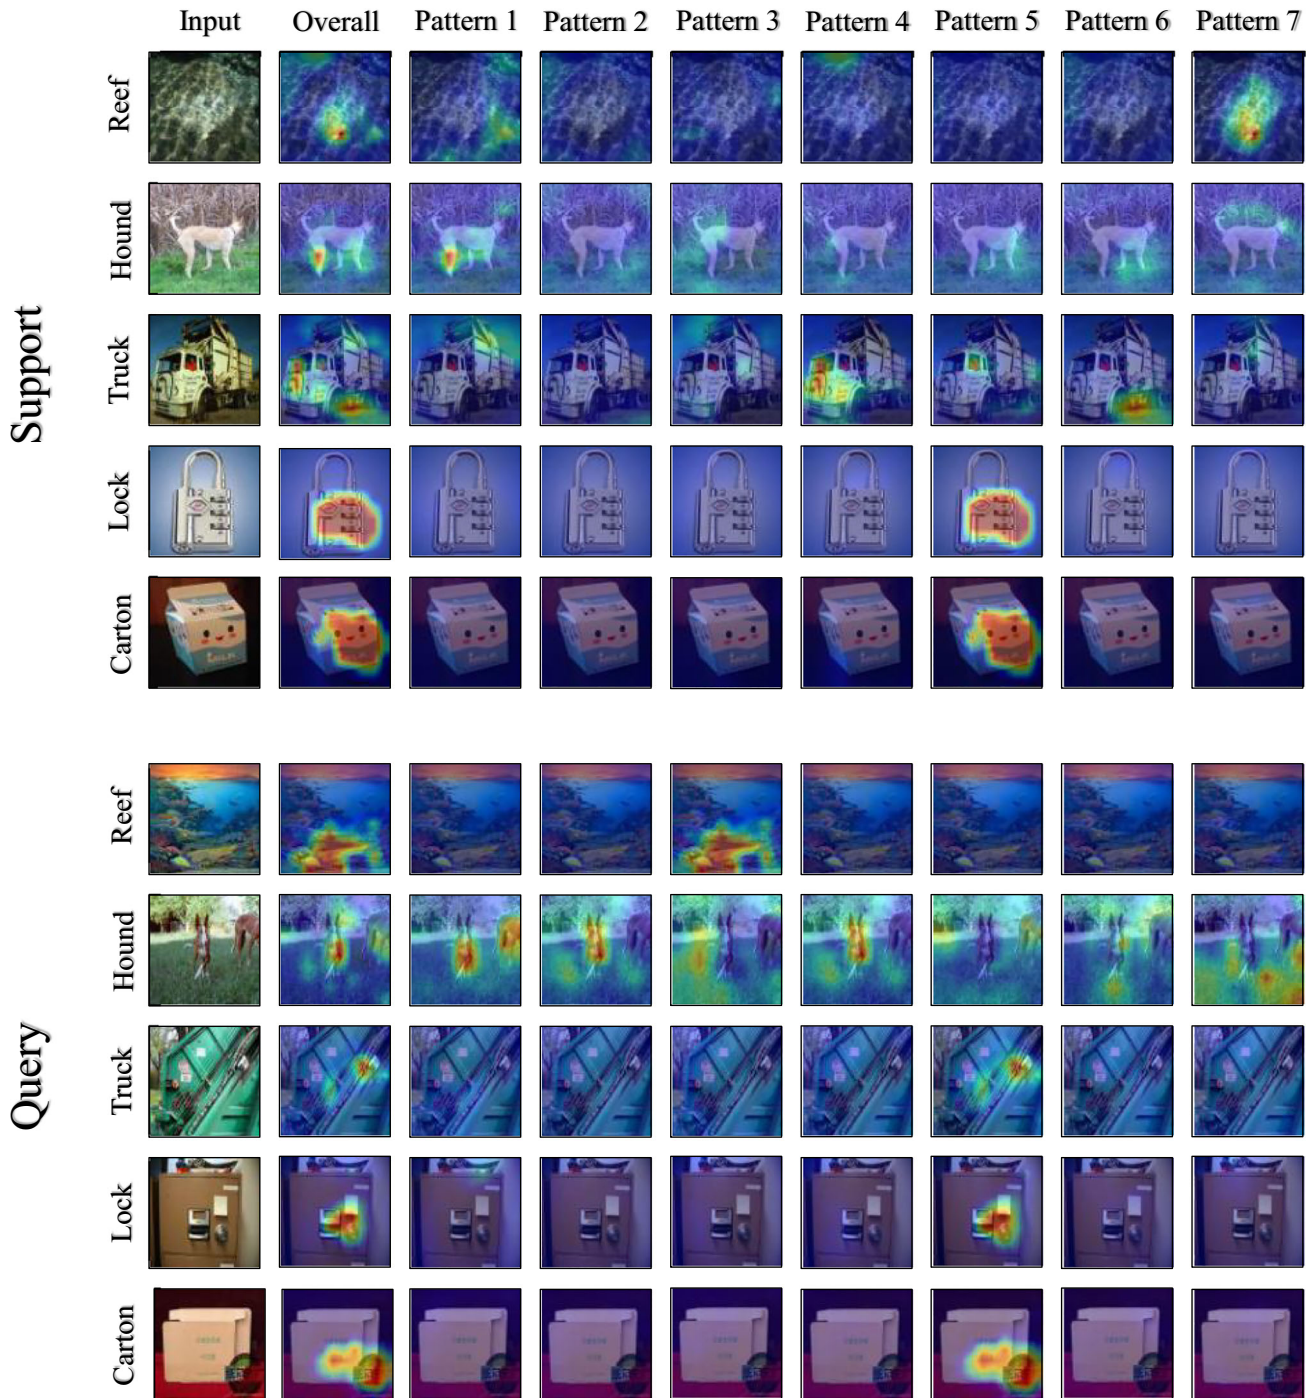 Input Overall Pattern 1 Pattern 2 Pattern 3 Pattern 4 Pattern 5 Pattern 6 Pattern 7
Support
Reef
Hound
Truck
Lock
Carton
Query
Reef
Hound
Truck
Lock
Carton